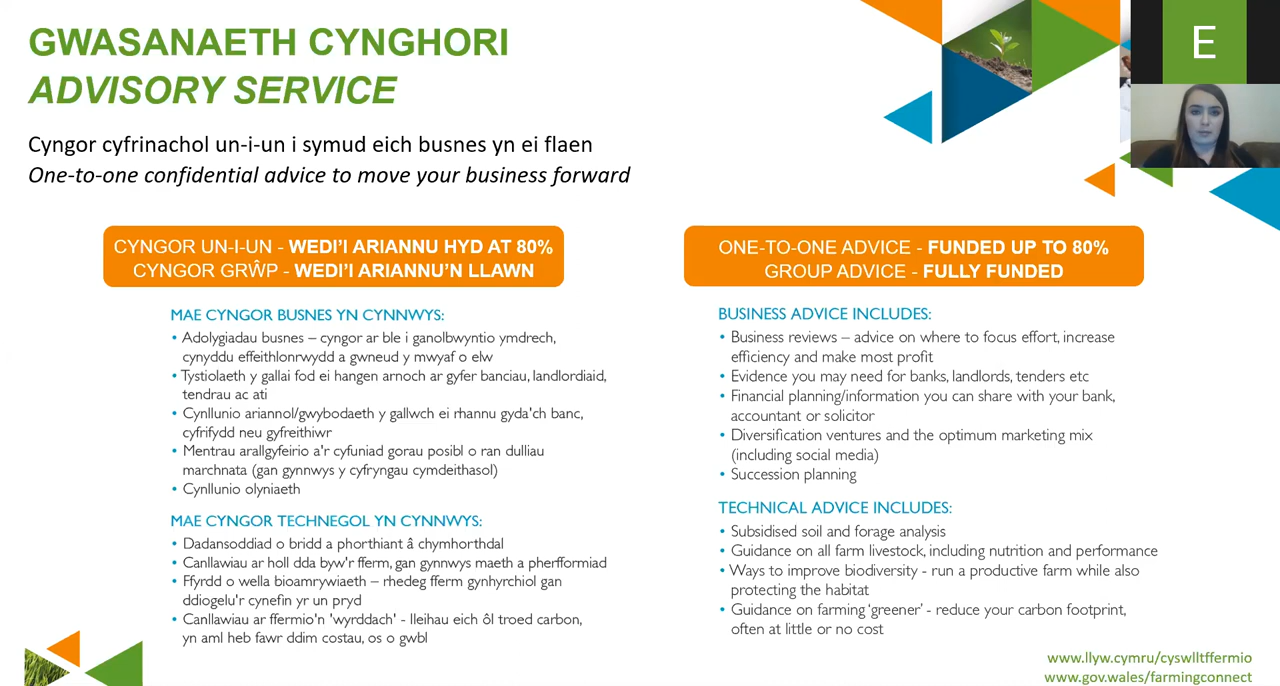 GWASANAETH CYNGHORI
ADVISORY SERVICE
E
Cyngor cyfrinachol un-i-un i symud eich busnes yn ei flaen
One-to-one confidential advice to move your business forward
CYNGOR UN-I-UN - WEDI'I ARIANNU HYD AT 80%
CYNGOR GRŴP - WEDI'I ARIANNU'N LLAWN
MAE CYNGOR BUSNES YN CYNNWYS:
• Adolygiadau busnes – cyngor ar ble i ganolbwyntio ymdrech,
cynyddu effeithlonrwydd a gwneud y mwyaf o elw
• Tystiolaeth y gallai fod ei hangen arnoch ar gyfer banciau, landlordiaid,
tendrau ac ati
• Cynllunio ariannol/gwybodaeth y gallwch ei rhannu gyda'ch banc,
cyfrifydd neu gyfreithiwr
• Mentrau arallgyfeirio a'r cyfuniad gorau posibl o ran dulliau
marchnata (gan gynnwys y cyfryngau cymdeithasol)
• Cynllunio olyniaeth
MAE CYNGOR TECHNEGOL YN CYNNWYS:
• Dadansoddiad o bridd a phorthiant â chymhorthdal
• Canllawiau ar holl dda byw'r fferm, gan gynnwys maeth a pherfformiad
• Ffyrdd o wella bioamrywiaeth – rhedeg fferm gynhyrchiol gan
ddiogelu'r cynefin yr un pryd
• Canllawiau ar ffermio'n 'wyrddach' - lleihau eich ôl troed carbon,
yn aml heb fawr ddim costau, os o gwbl
ONE-TO-ONE ADVICE - FUNDED UP TO 80%
GROUP ADVICE - FULLY FUNDED
BUSINESS ADVICE INCLUDES:
• Business reviews – advice on where to focus effort, increase
efficiency and make most profit
• Evidence you may need for banks, landlords, tenders etc
• Financial planning/information you can share with your bank,
accountant or solicitor
• Diversification ventures and the optimum marketing mix
(including social media)
• Succession planning
TECHNICAL ADVICE INCLUDES:
• Subsidised soil and forage analysis
• Guidance on all farm livestock, including nutrition and performance
• Ways to improve biodiversity - run a productive farm while also
protecting the habitat
• Guidance on farming 'greener' - reduce your carbon footprint,
often at little or no cost
www.llyw.cymru/cyswlltffermio
www.gov.wales/farmingconnect